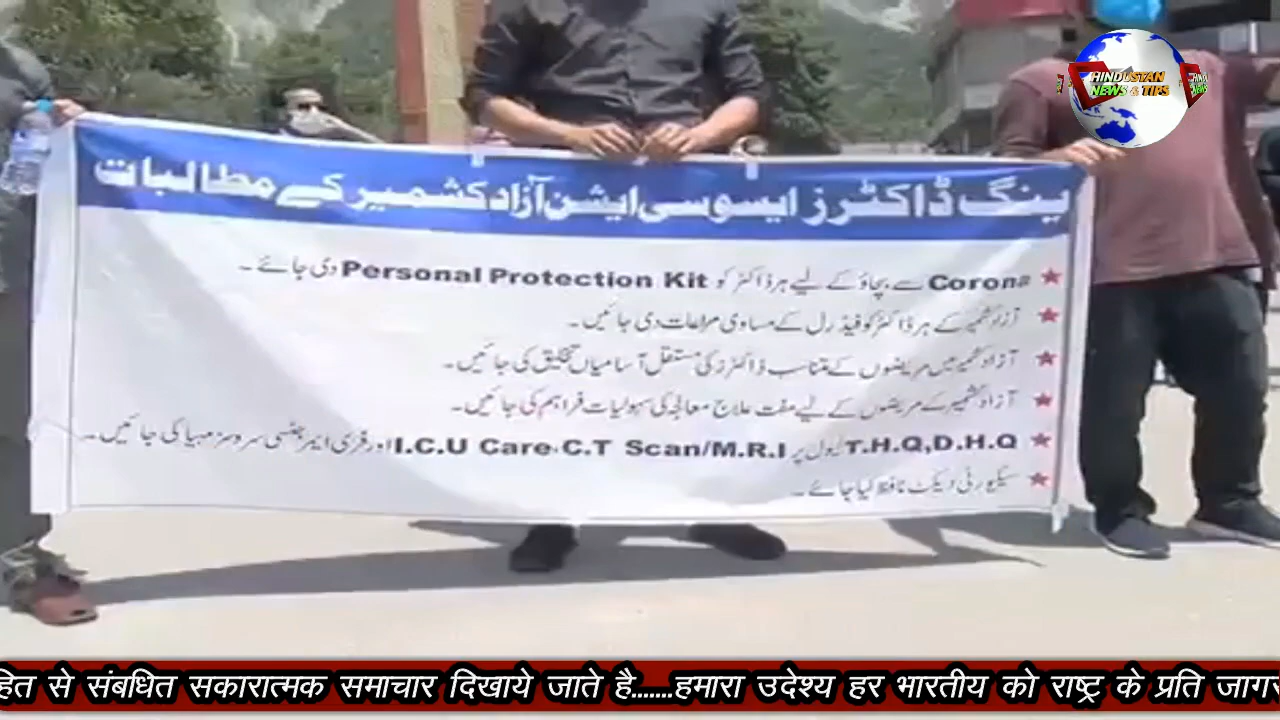 HINDUSTAN
NEWS & TIPS
ینگ ڈاکٹرز ایسوسی ایشن آزاد کشمیر کے مطالبات
Corona سے بچاؤ کے لیے ہر ڈاکٹر کو Personal Protection Kit دی جائے ۔
آزاد کشمیر کے ہر ڈاکٹر کو فیڈرل کے مساوی مراعات دی جائیں ۔
آزاد کشمیر میں مریضوں کے متناسب ڈاکٹرز کی مستقل آسامیاں تخلیق کی جائیں ۔
آزاد کشمیر کے مریضوں کے لیے مفت علاج معالجہ کی سہولیات فراہم کی جائیں ۔
T.H.Q,D.H.Q لیول پر I.C.U Care،C.T Scan/M.R.I اور فری ایمرجنسی سروسز مہیا کی جائیں ۔
سیکیورٹی ایکٹ نافظ کیا جائے ۔
हित से संबधित सकारात्मक समाचार दिखाये जाते है.......हमारा उदेश्य हर भारतीय को राष्ट्र के प्रति जागर